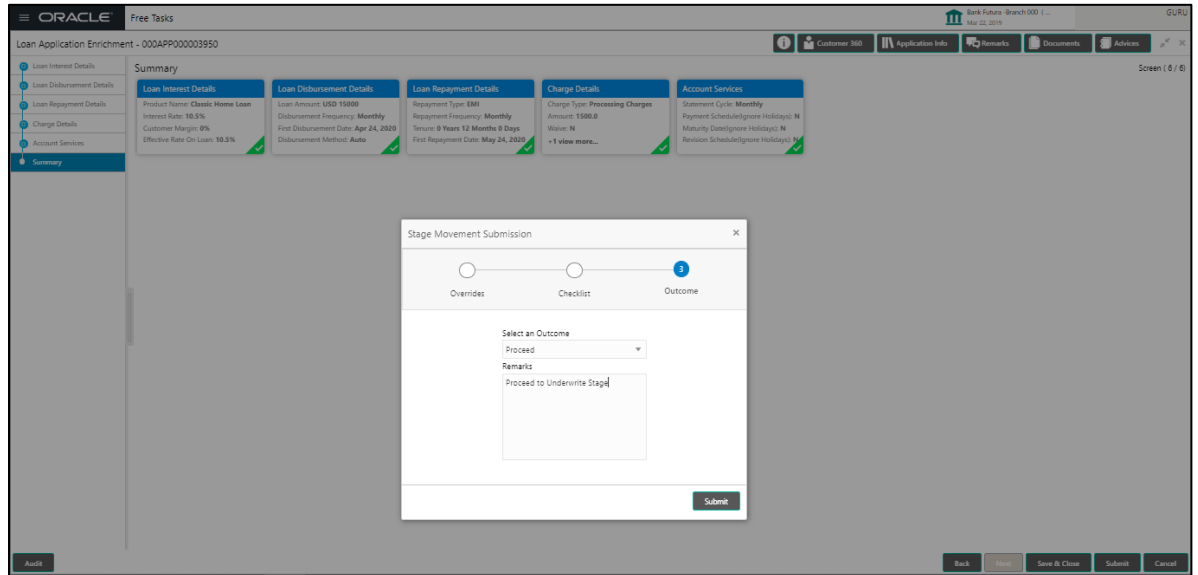 ORACLE
Free Tasks
Bank Futura -Branch 000 (...
Mar 22, 2019
GURU
Loan Application Enrichment - 000APP000003950
Customer 360
Application Info
Remarks
Documents
Advices
Loan Interest Details
Loan Disbursement Details
Loan Repayment Details
Charge Details
Account Services
Summary
Summary
Screen ( 6 / 6)
Loan Interest Details
Product Name: Classic Home Loan
Interest Rate: 10.5%
Customer Margin: 0%
Effective Rate On Loan: 10.5%
Loan Disbursement Details
Loan Amount: USD 15000
Disbursement Frequency: Monthly
First Disbursement Date: Apr 24, 2020
Disbursement Method: Auto
Loan Repayment Details
Repayment Type: EMI
Repayment Frequency: Monthly
Tenure: 0 Years 12 Months 0 Days
First Repayment Date: May 24, 2020
Charge Details
Charge Type: Processing Charges
Amount: 1500.0
Waive: N
+1 view more...
Account Services
Statement Cycle: Monthly
Payment Schedule(Ignore Holidays): N
Maturity Date(Ignore Holidays): N
Revision Schedule(Ignore Holidays): N
Stage Movement Submission
3
Overrides
Checklist
Outcome
Select an Outcome
Proceed
Remarks
Proceed to Underwrite Stage
Submit
Audit
Back
Next
Save & Close
Submit
Cancel